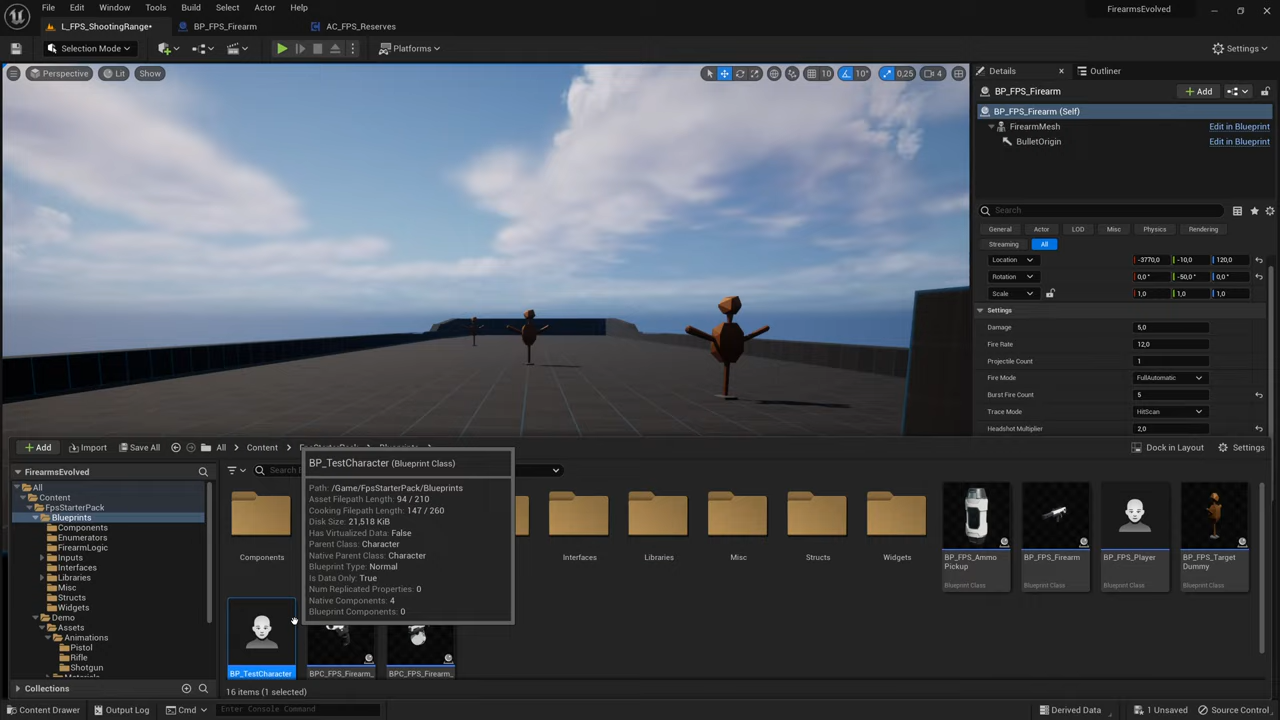 File Edit Window Tools Build Select Actor Help
FirearmsEvolved
L_FPS_ShootingRange*
BP_FPS_Firearm
AC_FPS_Reserves
Selection Mode
Platforms
Settings
Perspective
Lit
Show
10
10°
0,25
4
Details
Outliner
BP_FPS_Firearm
Add
BP_FPS_Firearm (Self)
FirearmMesh
Edit in Blueprint
BulletOrigin
Edit in Blueprint
Search
General
Actor
LOD
Misc
Physics
Rendering
Streaming
All
Location
-3770,0
-10,0
120,0
Rotation
0,0 °
-50,0 °
0,0 °
Scale
1,0
1,0
1,0
Settings
Damage
5,0
Fire Rate
12,0
Projectile Count
1
Fire Mode
FullAutomatic
Burst Fire Count
5
Trace Mode
HitScan
Headshot Multiplier
2,0
Add
Import
Save All
All
Content
Dock in Layout
Settings
FirearmsEvolved
All
Content
FpsStarterPack
Blueprints
Components
Enumerators
FirearmLogic
Inputs
Interfaces
Libraries
Misc
Structs
Widgets
Demo
Assets
Animations
Pistol
Rifle
Shotgun
Collections
BP_TestCharacter (Blueprint Class)
Path: /Game/FpsStarterPack/Blueprints
Asset Filepath Length: 94 / 210
Cooking Filepath Length: 147 / 260
Disk Size: 21,518 KiB
Has Virtualized Data: False
Parent Class: Character
Native Parent Class: Character
Blueprint Type: Normal
Is Data Only: True
Num Replicated Properties: 0
Native Components: 4
Blueprint Components: 0
Components
Interfaces
Libraries
Misc
Structs
Widgets
BP_FPS_Ammo
Pickup
Blueprint Class
BP_FPS_Firearm
Blueprint Class
BP_FPS_Player
Blueprint Class
BP_FPS_Target
Dummy
Blueprint Class
BP_TestCharacter
BPC_FPS_Firearm_
BPC_FPS_Firearm_
16 items (1 selected)
Content Drawer
Output Log
Cmd
Enter Console Command
Derived Data
1 Unsaved
Source Control